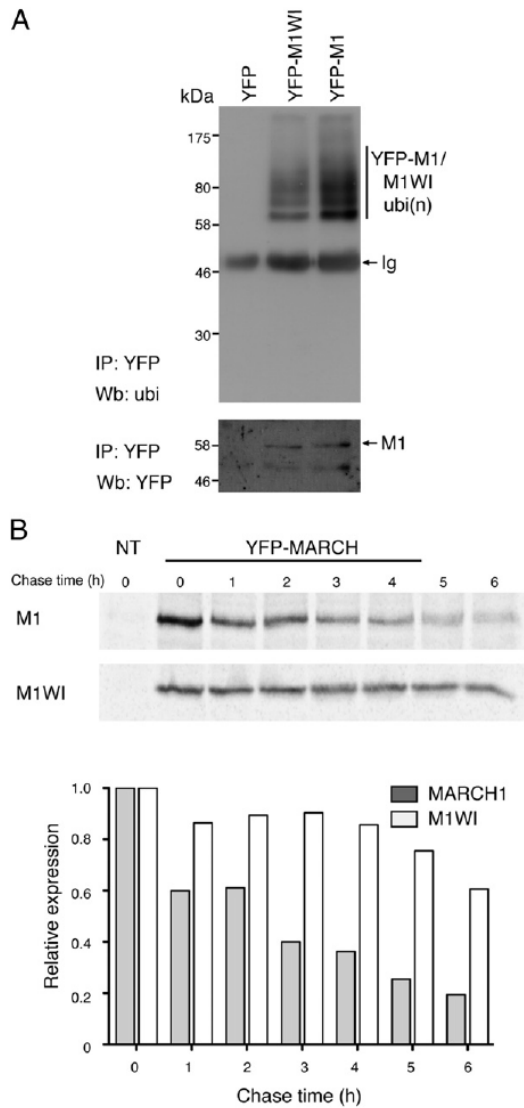 A
kDa
YFP
YFP-M1WI
YFP-M1
175
80
58
46
30
YFP-M1/
M1WI
ubi(n)
Ig
IP: YFP
Wb: ubi
58
46
M1
IP: YFP
Wb: YFP
B
NT YFP-MARCH
Chase time (h) 0 0 1 2 3 4 5 6
M1
M1WI
MARCH1
M1WI
Relative expression
1.0
0.8
0.6
0.4
0.2
0
0 1 2 3 4 5 6
Chase time (h)